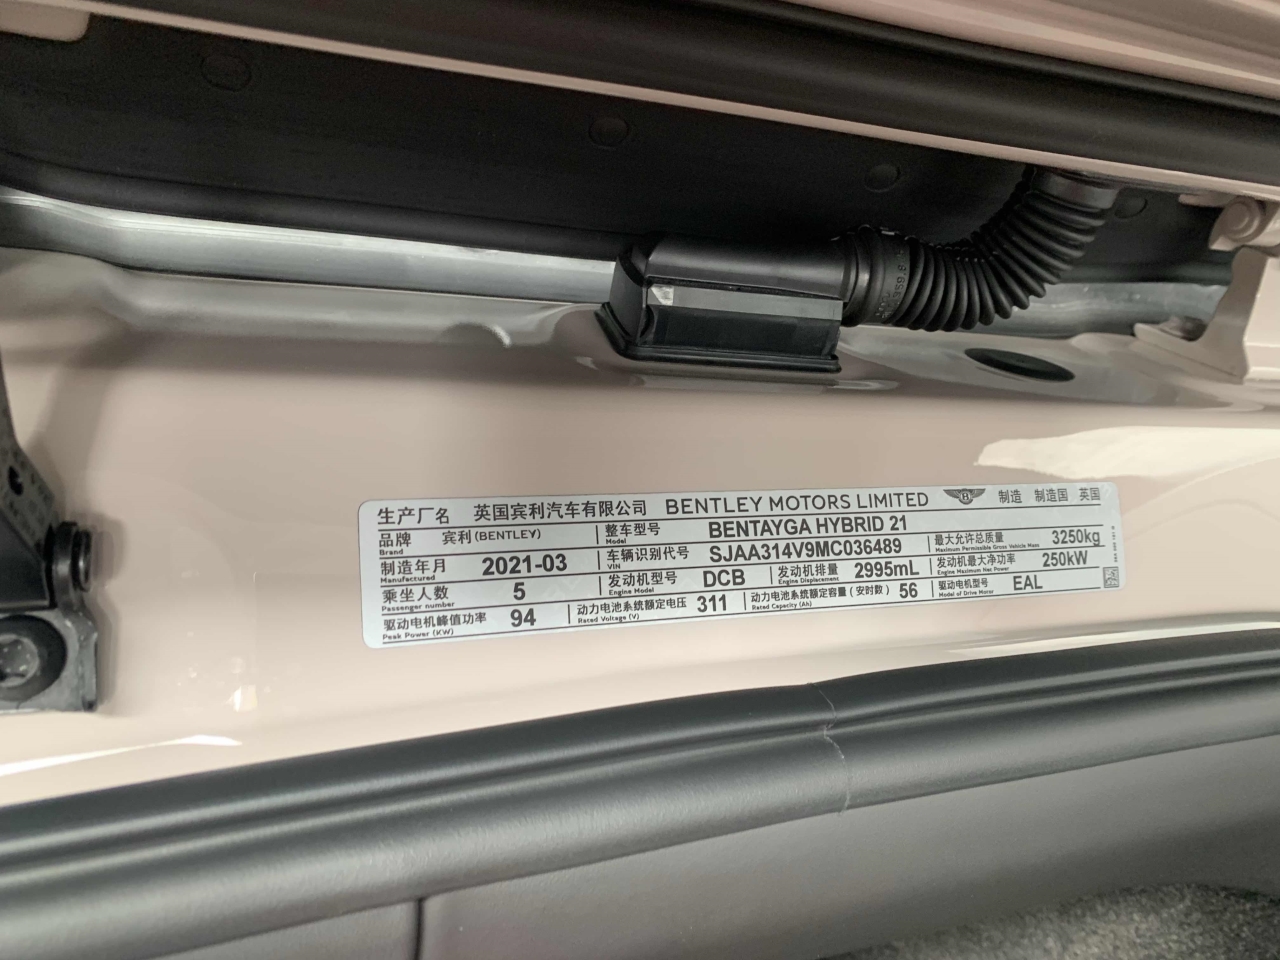 生产厂名 英国宾利汽车有限公司 BENTLEY MOTORS LIMITED B 制造 制造国 英国
品牌 宾利(BENTLEY) 整车型号 BENTAYGA HYBRID 21
Brand
制造年月 2021-03 车辆识别代号 SJAA314V9MC036489 最大允许总质量 3250kg
Manufactured VIN Maximum Permissible Gross Vehicle Mass
乘坐人数 5 发动机型号 DCB 发动机排量 2995mL 发动机最大净功率 250kW
Passenger number Engine Model Engine Displacement Engine Maximum Net Power
驱动电机峰值功率 94 动力电池系统额定电压 311 动力电池系统额定容量(安时数) 56 驱动电机型号 EAL
Peak Power (KW) Rated Voltage (V) Rated Capacity (Ah) Model of Drive Motor